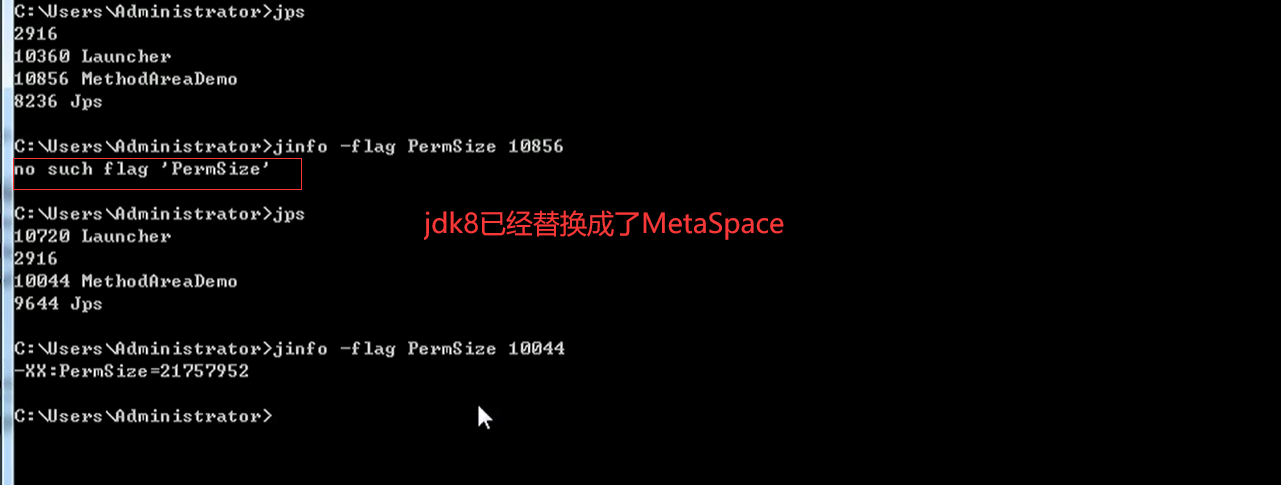 C:\Users\Administrator>jps
2916
10360 Launcher
10856 MethodAreaDemo
8236 Jps
C:\Users\Administrator>jinfo -flag PermSize 10856
no such flag 'PermSize'
C:\Users\Administrator>jps
jdk8已经替换成了MetaSpace
10720 Launcher
2916
10044 MethodAreaDemo
9644 Jps
C:\Users\Administrator>jinfo -flag PermSize 10044
-XX:PermSize=21757952
C:\Users\Administrator>